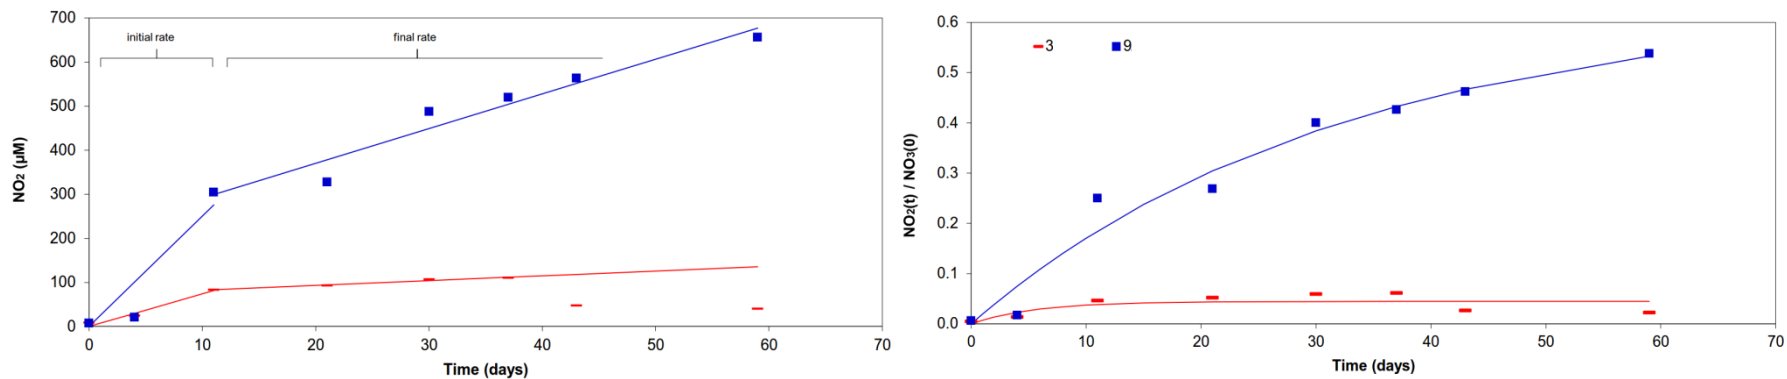 700
600
500
400
300
200
100
0
NO₂ (µM)
initial rate
final rate
0 10 20 30 40 50 60 70
Time (days)
0.6
0.5
0.4
0.3
0.2
0.1
0.0
NO₂(t) / NO₃(0)
3 9
0 10 20 30 40 50 60 70
Time (days)